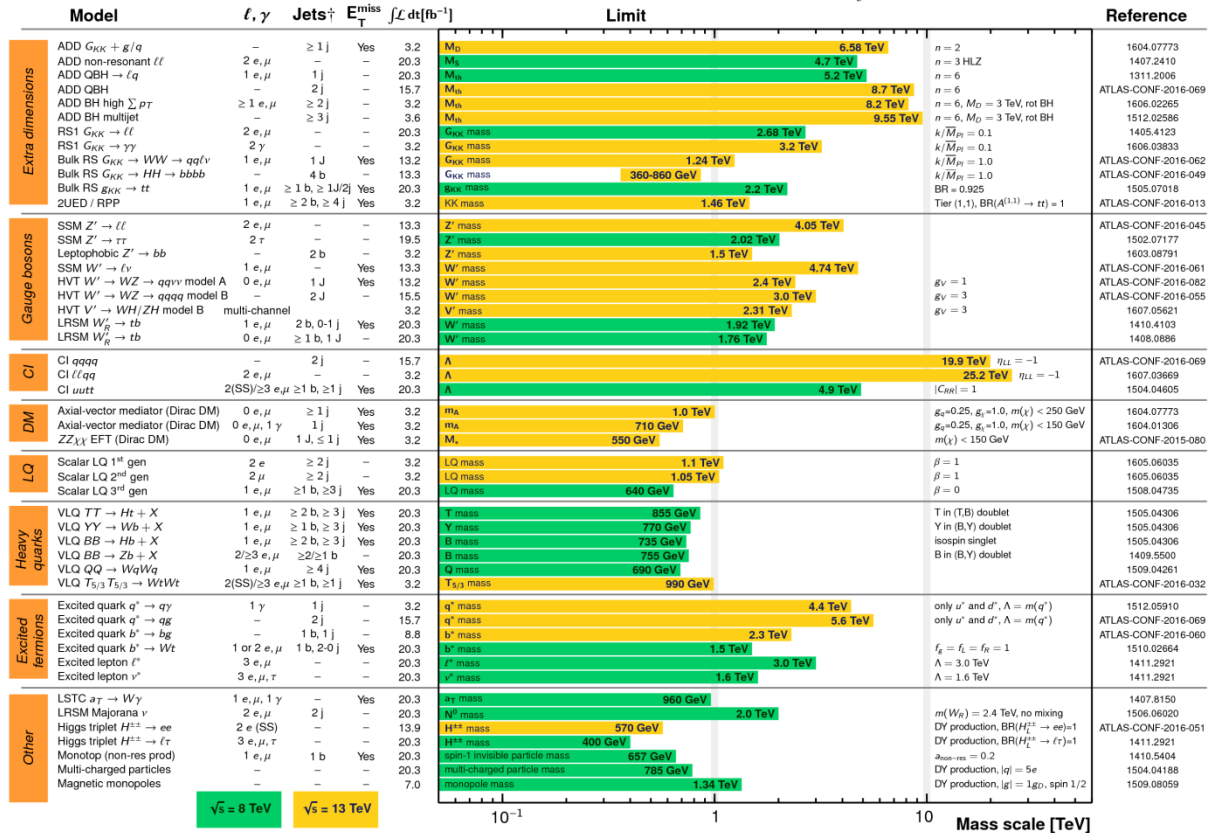 Model ℓ, γ Jets† E_T^miss ∫ℒ dt[fb⁻¹] Limit Reference
Extra dimensions
ADD G_KK + g/q – ≥ 1 j Yes 3.2 M_D 6.58 TeV n = 2 1604.07773
ADD non-resonant ℓℓ 2 e, μ – – 20.3 M_S 4.7 TeV n = 3 HLZ 1407.2410
ADD QBH → ℓq 1 e, μ 1 j – 20.3 M_th 5.2 TeV n = 6 1311.2006
ADD QBH – 2 j – 15.7 M_th 8.7 TeV n = 6 ATLAS-CONF-2016-069
ADD BH high ∑ p_T ≥ 1 e, μ ≥ 2 j – 3.2 M_th 8.2 TeV n = 6, M_D = 3 TeV, rot BH 1606.02265
ADD BH multijet – ≥ 3 j – 3.6 M_th 9.55 TeV n = 6, M_D = 3 TeV, rot BH 1512.02586
RS1 G_KK → ℓℓ 2 e, μ – – 20.3 G_KK mass 2.68 TeV k/M̅_Pl = 0.1 1405.4123
RS1 G_KK → γγ 2 γ – – 3.2 G_KK mass 3.2 TeV k/M̅_Pl = 0.1 1606.03833
Bulk RS G_KK → WW → qqℓν 1 e, μ 1 J Yes 13.2 G_KK mass 1.24 TeV k/M̅_Pl = 1.0 ATLAS-CONF-2016-062
Bulk RS G_KK → HH → bbbb – 4 b – 13.3 G_KK mass 360-860 GeV k/M̅_Pl = 1.0 ATLAS-CONF-2016-049
Bulk RS g_KK → tt 1 e, μ ≥ 1 b, ≥ 1J/2j Yes 20.3 g_KK mass 2.2 TeV BR = 0.925 1505.07018
2UED / RPP 1 e, μ ≥ 2 b, ≥ 4 j Yes 3.2 KK mass 1.46 TeV Tier (1,1), BR(A^(1,1) → tt) = 1 ATLAS-CONF-2016-013
Gauge bosons
SSM Z′ → ℓℓ 2 e, μ – – 13.3 Z′ mass 4.05 TeV ATLAS-CONF-2016-045
SSM Z′ → ττ 2 τ – – 19.5 Z′ mass 2.02 TeV 1502.07177
Leptophobic Z′ → bb – 2 b – 3.2 Z′ mass 1.5 TeV 1603.08791
SSM W′ → ℓν 1 e, μ – Yes 13.3 W′ mass 4.74 TeV ATLAS-CONF-2016-061
HVT W′ → WZ → qqνν model A 0 e, μ 1 J Yes 13.2 W′ mass 2.4 TeV g_V = 1 ATLAS-CONF-2016-082
HVT W′ → WZ → qqqq model B – 2 J – 15.5 W′ mass 3.0 TeV g_V = 3 ATLAS-CONF-2016-055
HVT V′ → WH/ZH model B multi-channel 3.2 V′ mass 2.31 TeV g_V = 3 1607.05621
LRSM W′_R → tb 1 e, μ 2 b, 0-1 j Yes 20.3 W′ mass 1.92 TeV 1410.4103
LRSM W′_R → tb 0 e, μ ≥ 1 b, 1 J – 20.3 W′ mass 1.76 TeV 1408.0886
CI
CI qqqq – 2 j – 15.7 Λ 19.9 TeV η_LL = −1 ATLAS-CONF-2016-069
CI ℓℓqq 2 e, μ – – 3.2 Λ 25.2 TeV η_LL = −1 1607.03669
CI uutt 2(SS)/≥3 e,μ ≥1 b, ≥1 j Yes 20.3 Λ 4.9 TeV |C_RR| = 1 1504.04605
DM
Axial-vector mediator (Dirac DM) 0 e, μ ≥ 1 j Yes 3.2 m_A 1.0 TeV g_q=0.25, g_χ=1.0, m(χ) < 250 GeV 1604.07773
Axial-vector mediator (Dirac DM) 0 e, μ, 1 γ 1 j Yes 3.2 m_A 710 GeV g_q=0.25, g_χ=1.0, m(χ) < 150 GeV 1604.01306
ZZχχ EFT (Dirac DM) 0 e, μ 1 J, ≤ 1 j Yes 3.2 M_* 550 GeV m(χ) < 150 GeV ATLAS-CONF-2015-080
LQ
Scalar LQ 1st gen 2 e ≥ 2 j – 3.2 LQ mass 1.1 TeV β = 1 1605.06035
Scalar LQ 2nd gen 2 μ ≥ 2 j – 3.2 LQ mass 1.05 TeV β = 1 1605.06035
Scalar LQ 3rd gen 1 e, μ ≥1 b, ≥3 j Yes 20.3 LQ mass 640 GeV β = 0 1508.04735
Heavy quarks
VLQ TT → Ht + X 1 e, μ ≥ 2 b, ≥ 3 j Yes 20.3 T mass 855 GeV T in (T,B) doublet 1505.04306
VLQ YY → Wb + X 1 e, μ ≥ 1 b, ≥ 3 j Yes 20.3 Y mass 770 GeV Y in (B,Y) doublet 1505.04306
VLQ BB → Hb + X 1 e, μ ≥ 2 b, ≥ 3 j Yes 20.3 B mass 735 GeV isospin singlet 1505.04306
VLQ BB → Zb + X 2/≥3 e, μ ≥2/≥1 b – 20.3 B mass 755 GeV B in (B,Y) doublet 1409.5500
VLQ QQ → WqWq 1 e, μ ≥ 4 j Yes 20.3 Q mass 690 GeV 1509.04261
VLQ T_5/3 T_5/3 → WtWt 2(SS)/≥3 e,μ ≥1 b, ≥1 j Yes 3.2 T_5/3 mass 990 GeV ATLAS-CONF-2016-032
Excited fermions
Excited quark q* → qγ 1 γ 1 j – 3.2 q* mass 4.4 TeV only u* and d*, Λ = m(q*) 1512.05910
Excited quark q* → qg – 2 j – 15.7 q* mass 5.6 TeV only u* and d*, Λ = m(q*) ATLAS-CONF-2016-069
Excited quark b* → bg – 1 b, 1 j – 8.8 b* mass 2.3 TeV ATLAS-CONF-2016-060
Excited quark b* → Wt 1 or 2 e, μ 1 b, 2-0 j Yes 20.3 b* mass 1.5 TeV f_g = f_L = f_R = 1 1510.02664
Excited lepton ℓ* 3 e, μ – – 20.3 ℓ* mass 3.0 TeV Λ = 3.0 TeV 1411.2921
Excited lepton ν* 3 e, μ, τ – – 20.3 ν* mass 1.6 TeV Λ = 1.6 TeV 1411.2921
Other
LSTC a_T → Wγ 1 e, μ, 1 γ – Yes 20.3 a_T mass 960 GeV 1407.8150
LRSM Majorana ν 2 e, μ 2 j – 20.3 N⁰ mass 2.0 TeV m(W_R) = 2.4 TeV, no mixing 1506.06020
Higgs triplet H^±± → ee 2 e (SS) – – 13.9 H^±± mass 570 GeV DY production, BR(H_L^±± → ee)=1 ATLAS-CONF-2016-051
Higgs triplet H^±± → ℓτ 3 e, μ, τ – – 20.3 H^±± mass 400 GeV DY production, BR(H_L^±± → ℓτ)=1 1411.2921
Monotop (non-res prod) 1 e, μ 1 b Yes 20.3 spin-1 invisible particle mass 657 GeV a_non-res = 0.2 1410.5404
Multi-charged particles – – – 20.3 multi-charged particle mass 785 GeV DY production, |q| = 5e 1504.04188
Magnetic monopoles – – – 7.0 monopole mass 1.34 TeV DY production, |g| = 1g_D, spin 1/2 1509.08059
√s = 8 TeV √s = 13 TeV
10⁻¹ 1 10
Mass scale [TeV]